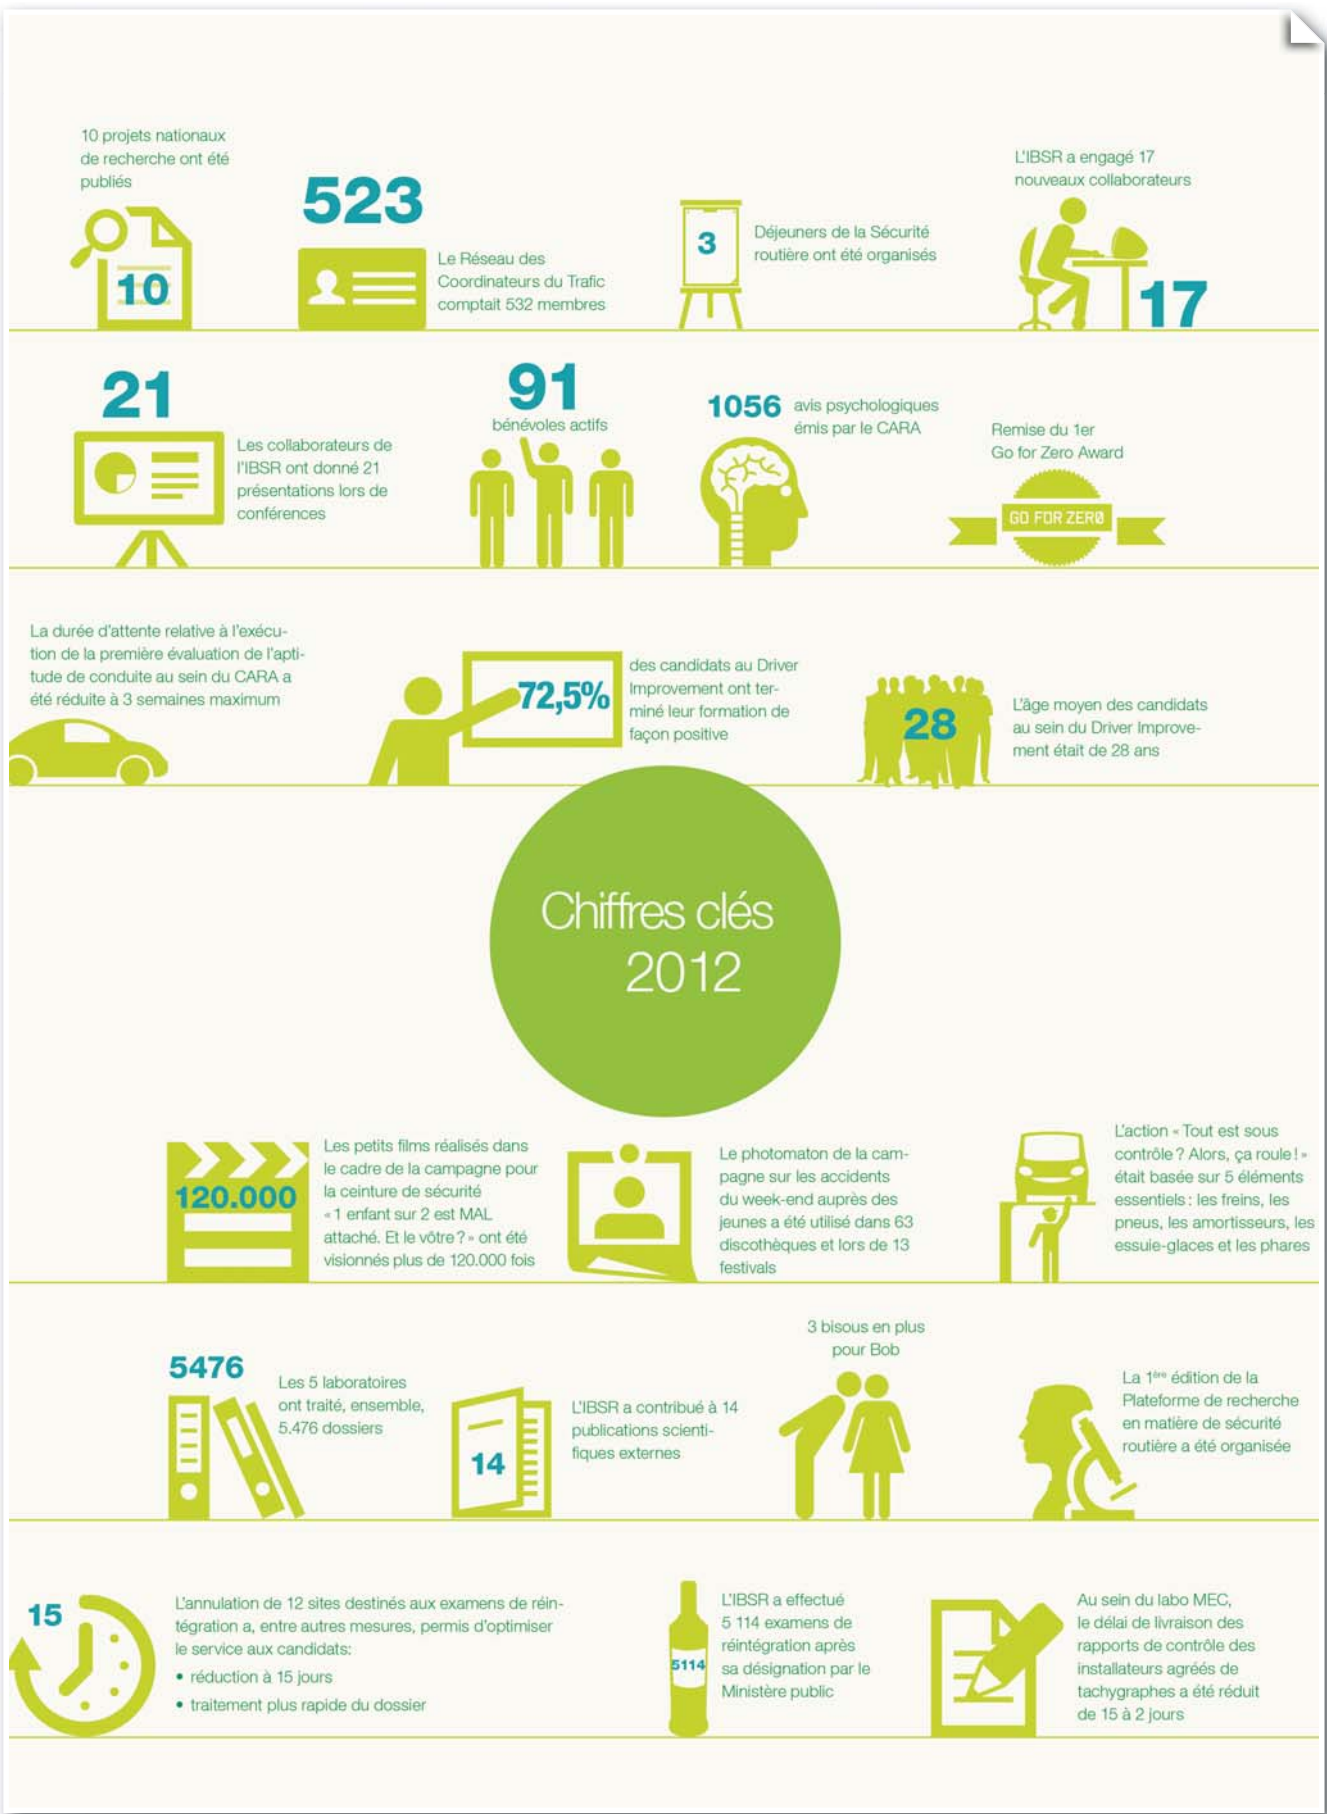 10 projets nationaux
de recherche ont été
publiés
10
523
Le Réseau des
Coordinateurs du Trafic
comptait 532 membres
3
Déjeuners de la Sécurité
routière ont été organisés
L'IBSR a engagé 17
nouveaux collaborateurs
17
21
Les collaborateurs de
l'IBSR ont donné 21
présentations lors de
conférences
91
bénévoles actifs
1056 avis psychologiques
émis par le CARA
Remise du 1er
Go for Zero Award
GO FOR ZERØ
La durée d'attente relative à l'exécu-
tion de la première évaluation de l'apti-
tude de conduite au sein du CARA a
été réduite à 3 semaines maximum
72,5%
des candidats au Driver
Improvement ont ter-
miné leur formation de
façon positive
28
L'âge moyen des candidats
au sein du Driver Improve-
ment était de 28 ans
Chiffres clés
2012
120.000
Les petits films réalisés dans
le cadre de la campagne pour
la ceinture de sécurité
« 1 enfant sur 2 est MAL
attaché. Et le vôtre ? » ont été
visionnés plus de 120.000 fois
Le photomaton de la cam-
pagne sur les accidents
du week-end auprès des
jeunes a été utilisé dans 63
discothèques et lors de 13
festivals
L'action « Tout est sous
contrôle ? Alors, ça roule ! »
était basée sur 5 éléments
essentiels : les freins, les
pneus, les amortisseurs, les
essuie-glaces et les phares
5476
Les 5 laboratoires
ont traité, ensemble,
5.476 dossiers
14
L'IBSR a contribué à 14
publications scienti-
fiques externes
3 bisous en plus
pour Bob
La 1ère édition de la
Plateforme de recherche
en matière de sécurité
routière a été organisée
15
L'annulation de 12 sites destinés aux examens de réin-
tégration a, entre autres mesures, permis d'optimiser
le service aux candidats:
• réduction à 15 jours
• traitement plus rapide du dossier
5114
L'IBSR a effectué
5 114 examens de
réintégration après
sa désignation par le
Ministère public
Au sein du labo MEC,
le délai de livraison des
rapports de contrôle des
installateurs agréés de
tachygraphes a été réduit
de 15 à 2 jours